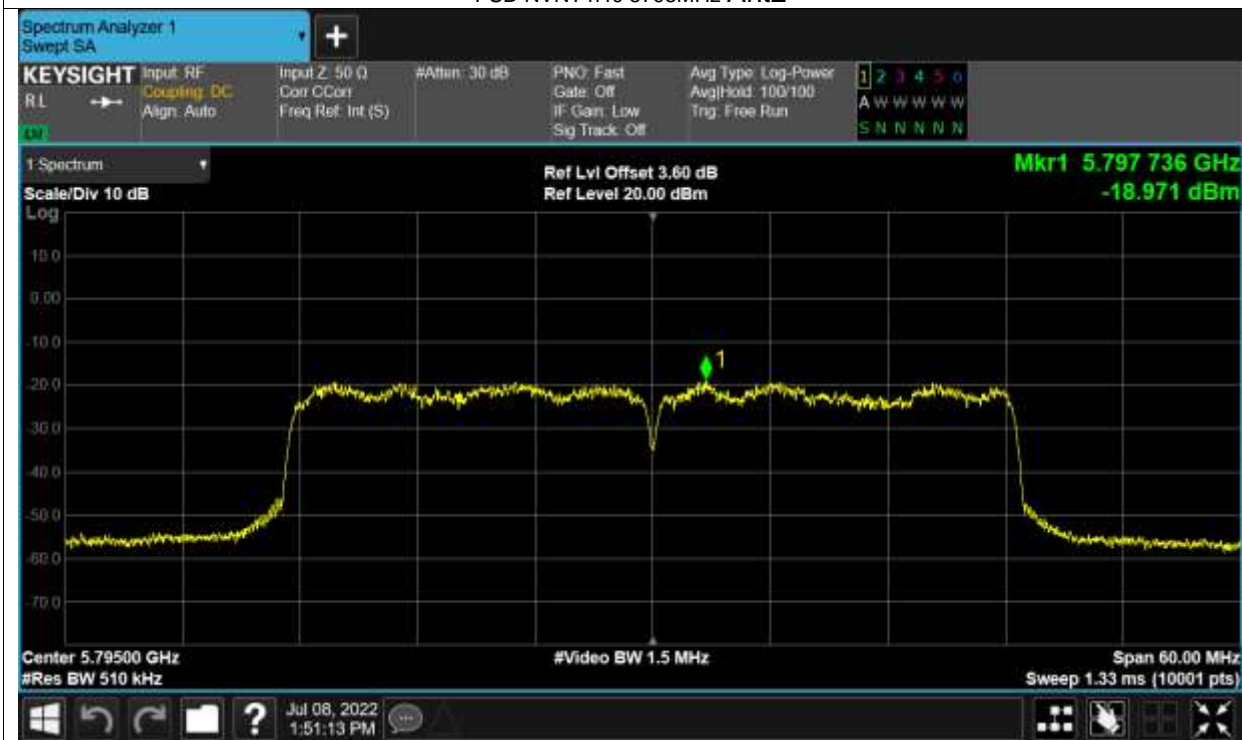 Ant2
Spectrum Analyzer 1
Swept SA
+
KEYSIGHT Input: RF
RL
Coupling: DC
Align: Auto
Input Z: 50 Ω
Corr CCorr
Freq Ref: Int (S)
#Atten: 30 dB
PNO: Fast
Gate: Off
IF Gain: Low
Sig Track: Off
Avg Type: Log-Power
Avg|Hold: 100/100
Trig: Free Run
1 2 3 4 5 6
A W W W W W
S N N N N N
1 Spectrum
Scale/Div 10 dB
Log
Ref Lvl Offset 3.60 dB
Ref Level 20.00 dBm
Mkr1 5.797 736 GHz
-18.971 dBm
10.0
0.00
-10.0
-20.0
-30.0
-40.0
-50.0
-60.0
-70.0
1
Center 5.79500 GHz
#Res BW 510 kHz
#Video BW 1.5 MHz
Span 60.00 MHz
Sweep 1.33 ms (10001 pts)
?
Jul 08, 2022
1:51:13 PM